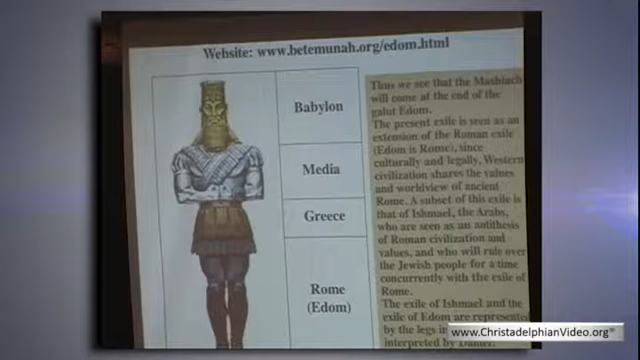 Website: www.betemunah.org/edom.html
Babylon
Media
Greece
Rome
(Edom)
Thus we see that the Mashiach
will come at the end of the
galut Edom.
The present exile is seen as an
extension of the Roman exile
(Edom is Rome), since
culturally and legally, Western
civilization shares the values
and worldview of ancient
Rome. A subset of this exile is
that of Ishmael, the Arabs,
who are seen as an antithesis
of Roman civilization and
values, and who will rule over
the Jewish people for a time
concurrently with the exile of
Rome.
The exile of Ishmael and the
exile of Edom are represented
by the legs in
interpreted by Daniel.
www.ChristadelphianVideo.org®